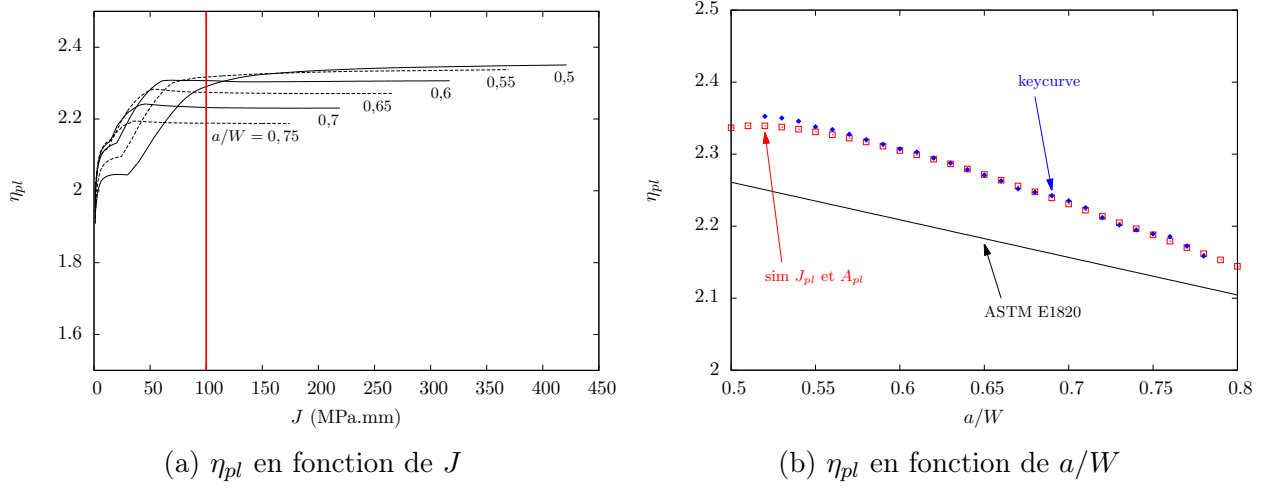 2.4
2.2
2
1.8
1.6
η_pl
0 50 100 150 200 250 300 350 400 450
J (MPa.mm)
0,5
0,55
0,6
0,65
0,7
a/W = 0,75
(a) η_pl en fonction de J
2.5
2.4
2.3
2.2
2.1
2
η_pl
0.5 0.55 0.6 0.65 0.7 0.75 0.8
a/W
keycurve
sim J_pl et A_pl
ASTM E1820
(b) η_pl en fonction de a/W